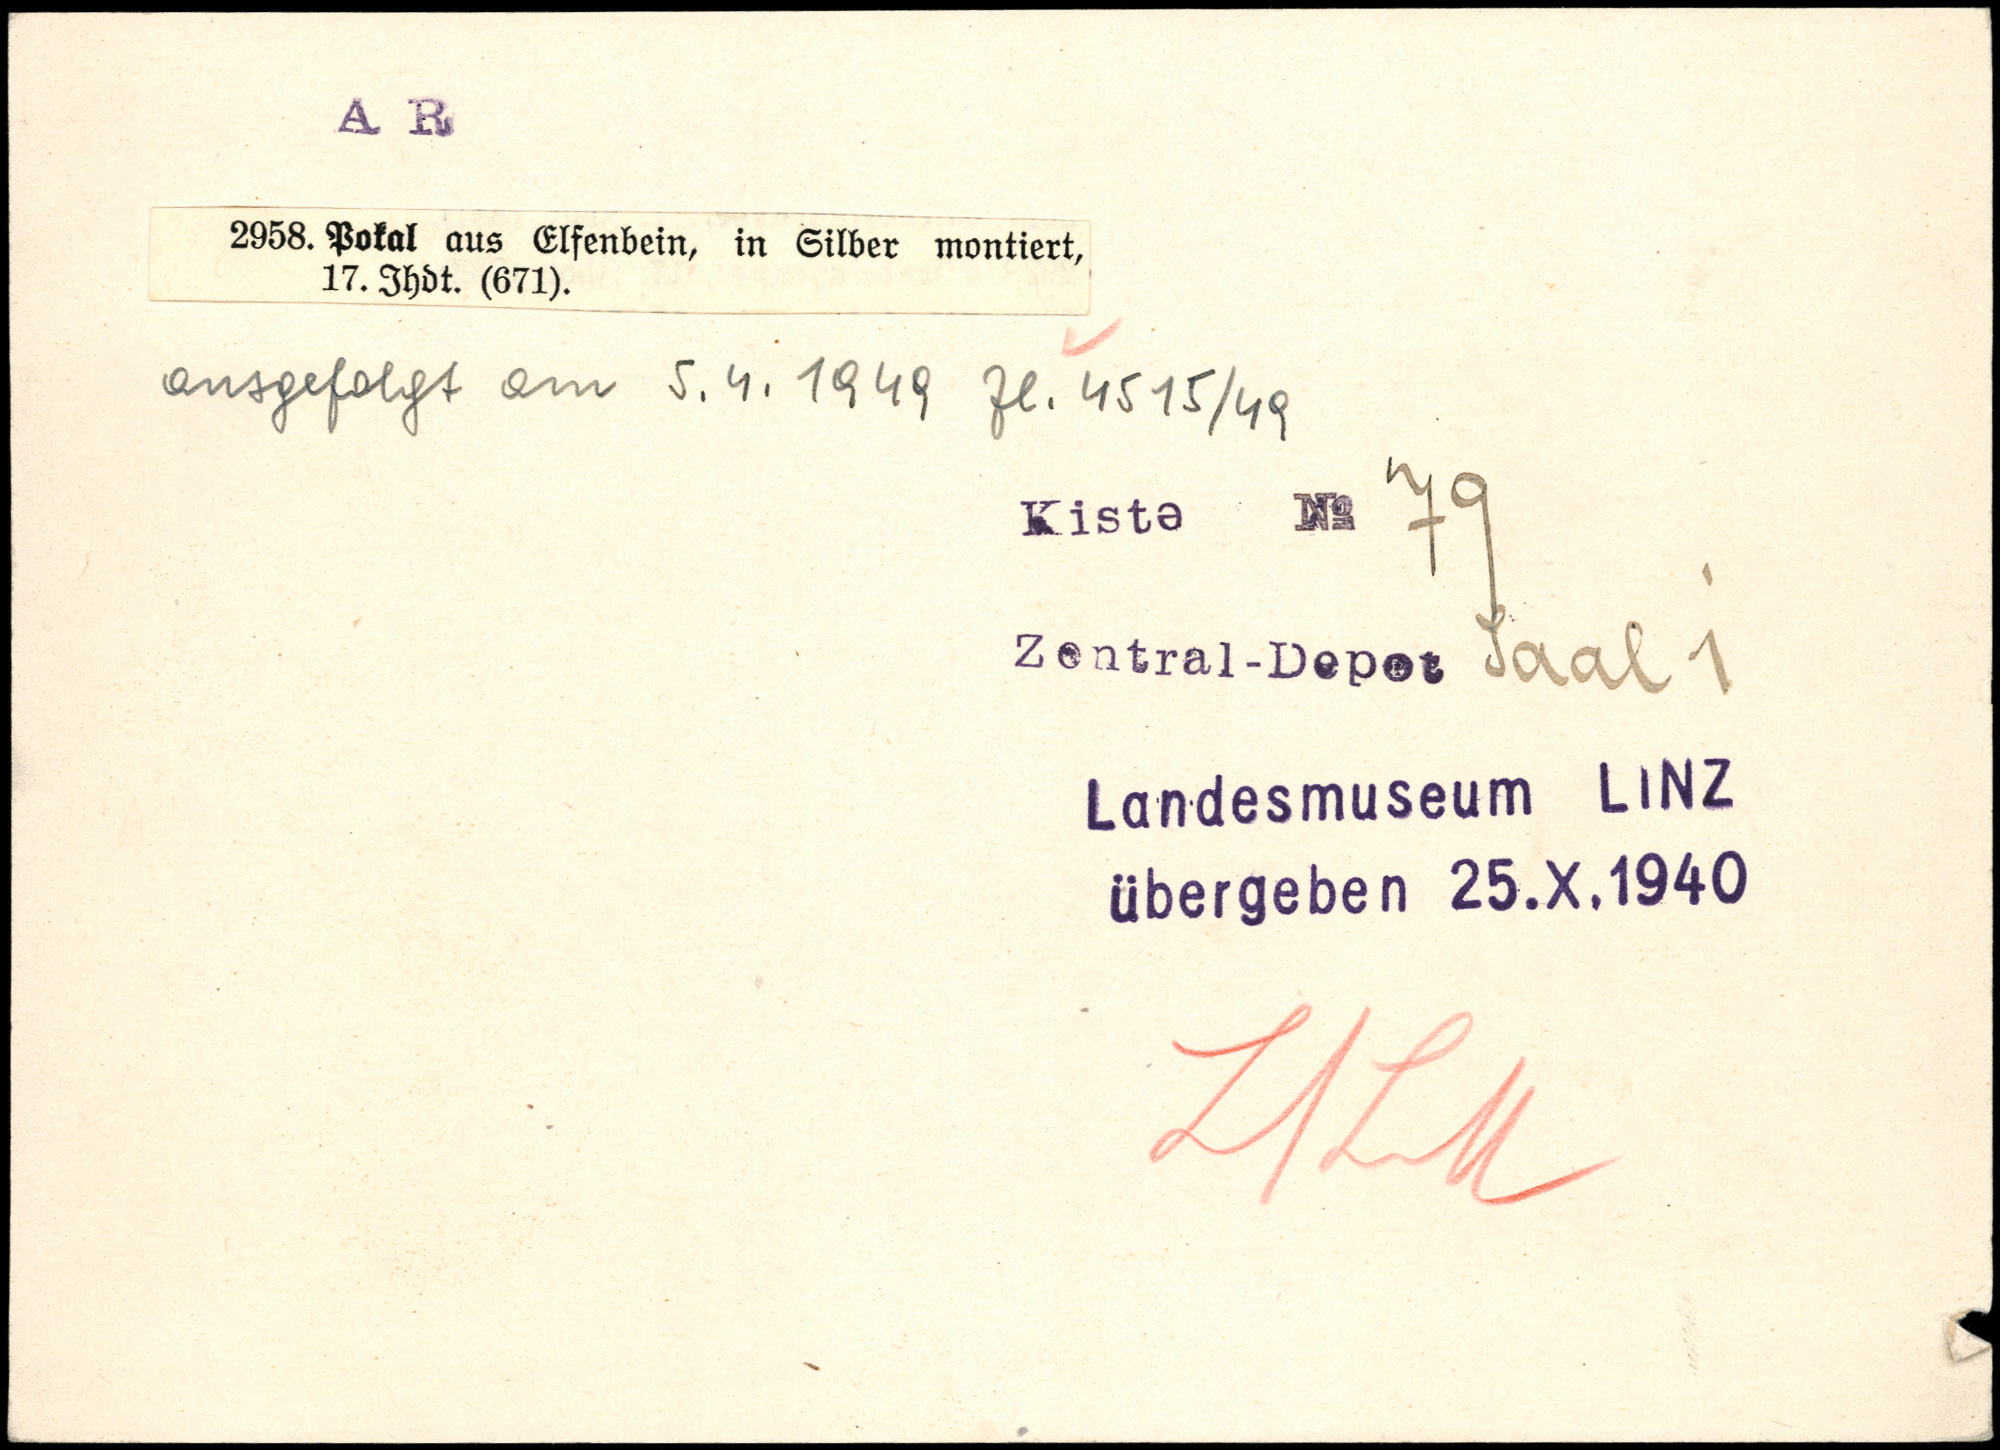 A R
2958. Pokal aus Elfenbein, in Silber montiert,
17. Jhdt. (671).
ausgefolgt am 5.4.1949 Zl. 4515/49
Kiste № 79
Zentral-Depot Saal 1
Landesmuseum LINZ
übergeben 25.X.1940